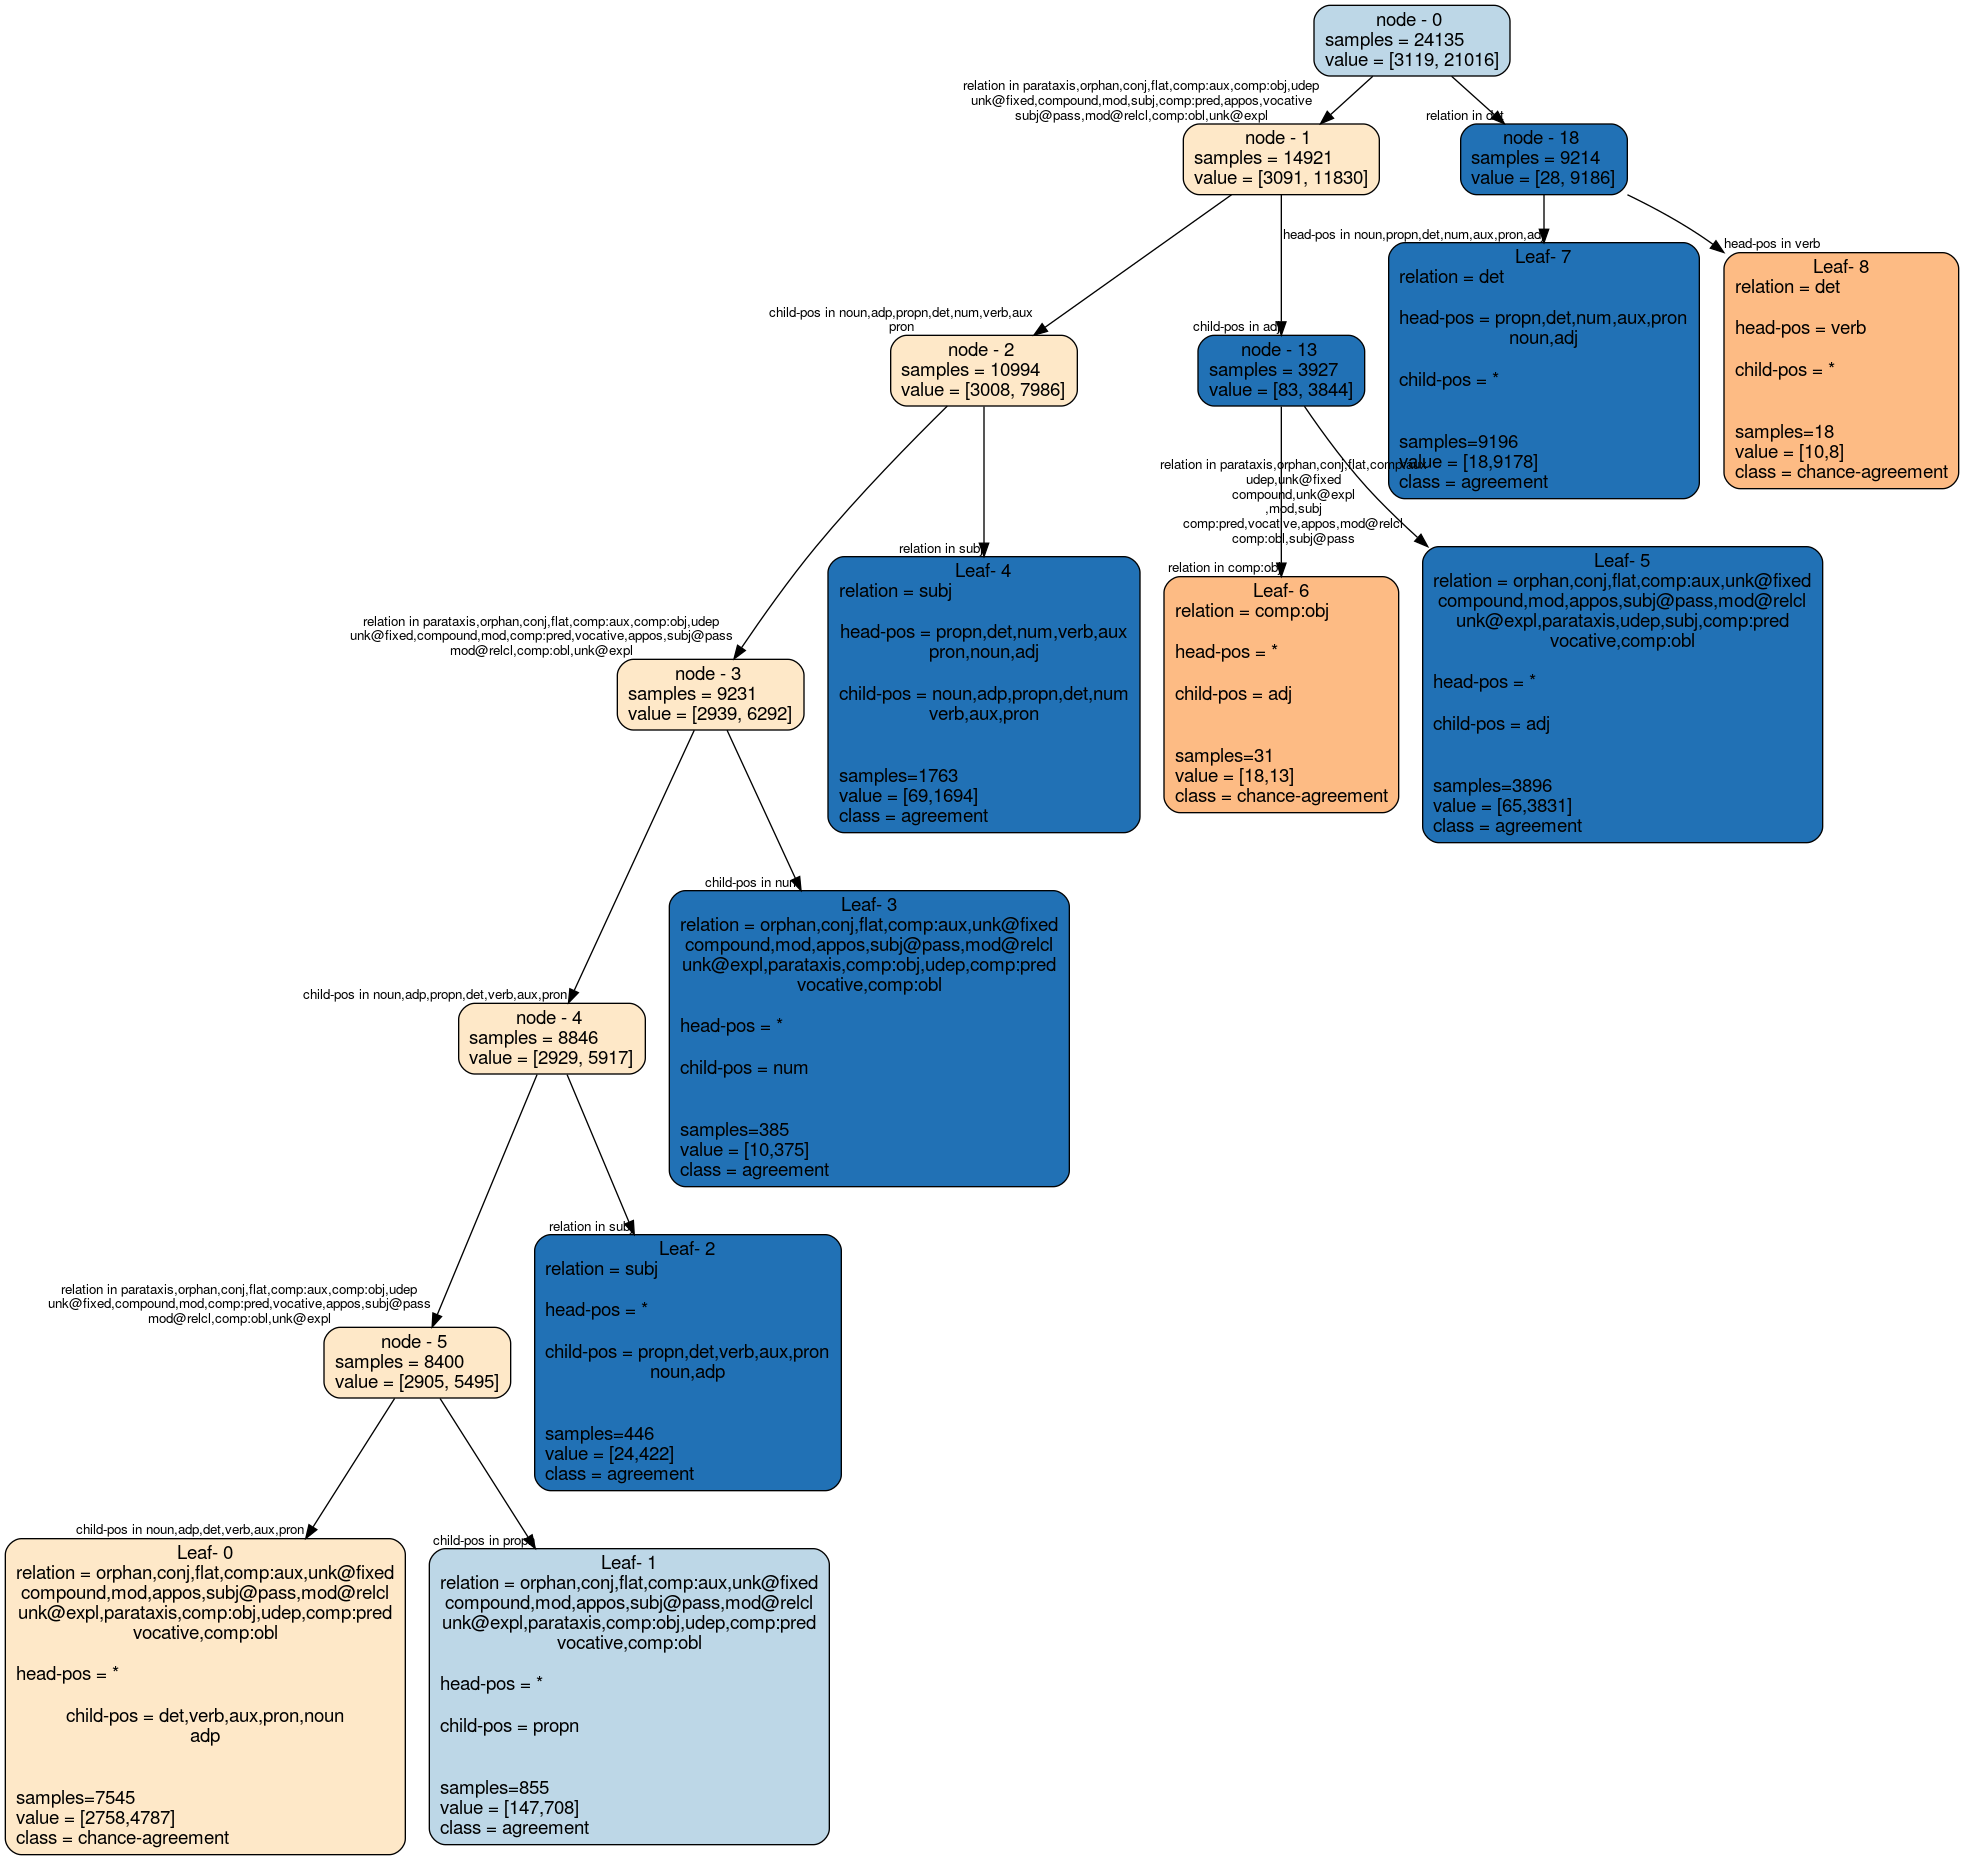 node - 0
samples = 24135
value = [3119, 21016]
relation in parataxis,orphan,conj,flat,comp:aux,comp:obj,udep
unk@fixed,compound,mod,subj,comp:pred,appos,vocative
subj@pass,mod@relcl,comp:obl,unk@expl
node - 1
samples = 14921
value = [3091, 11830]
relation in det
node - 18
samples = 9214
value = [28, 9186]
child-pos in noun,adp,propn,det,num,verb,aux
pron
node - 2
samples = 10994
value = [3008, 7986]
child-pos in adj
node - 13
samples = 3927
value = [83, 3844]
head-pos in noun,propn,det,num,aux,pron,adj
Leaf- 7
relation = det
head-pos = propn,det,num,aux,pron
noun,adj
child-pos = *
samples=9196
value = [18,9178]
class = agreement
head-pos in verb
Leaf- 8
relation = det
head-pos = verb
child-pos = *
samples=18
value = [10,8]
class = chance-agreement
relation in parataxis,orphan,conj,flat,comp:aux,comp:obj,udep
unk@fixed,compound,mod,comp:pred,vocative,appos,subj@pass
mod@relcl,comp:obl,unk@expl
node - 3
samples = 9231
value = [2939, 6292]
relation in subj
Leaf- 4
relation = subj
head-pos = propn,det,num,verb,aux
pron,noun,adj
child-pos = noun,adp,propn,det,num
verb,aux,pron
samples=1763
value = [69,1694]
class = agreement
relation in comp:obj
Leaf- 6
relation = comp:obj
head-pos = *
child-pos = adj
samples=31
value = [18,13]
class = chance-agreement
relation in parataxis,orphan,conj,flat,comp:aux
udep,unk@fixed
compound,unk@expl
,mod,subj
comp:pred,vocative,appos,mod@relcl
comp:obl,subj@pass
Leaf- 5
relation = orphan,conj,flat,comp:aux,unk@fixed
compound,mod,appos,subj@pass,mod@relcl
unk@expl,parataxis,udep,subj,comp:pred
vocative,comp:obl
head-pos = *
child-pos = adj
samples=3896
value = [65,3831]
class = agreement
child-pos in noun,adp,propn,det,verb,aux,pron
node - 4
samples = 8846
value = [2929, 5917]
child-pos in num
Leaf- 3
relation = orphan,conj,flat,comp:aux,unk@fixed
compound,mod,appos,subj@pass,mod@relcl
unk@expl,parataxis,comp:obj,udep,comp:pred
vocative,comp:obl
head-pos = *
child-pos = num
samples=385
value = [10,375]
class = agreement
relation in parataxis,orphan,conj,flat,comp:aux,comp:obj,udep
unk@fixed,compound,mod,comp:pred,vocative,appos,subj@pass
mod@relcl,comp:obl,unk@expl
node - 5
samples = 8400
value = [2905, 5495]
relation in subj
Leaf- 2
relation = subj
head-pos = *
child-pos = propn,det,verb,aux,pron
noun,adp
samples=446
value = [24,422]
class = agreement
child-pos in noun,adp,det,verb,aux,pron
Leaf- 0
relation = orphan,conj,flat,comp:aux,unk@fixed
compound,mod,appos,subj@pass,mod@relcl
unk@expl,parataxis,comp:obj,udep,comp:pred
vocative,comp:obl
head-pos = *
child-pos = det,verb,aux,pron,noun
adp
samples=7545
value = [2758,4787]
class = chance-agreement
child-pos in propn
Leaf- 1
relation = orphan,conj,flat,comp:aux,unk@fixed
compound,mod,appos,subj@pass,mod@relcl
unk@expl,parataxis,comp:obj,udep,comp:pred
vocative,comp:obl
head-pos = *
child-pos = propn
samples=855
value = [147,708]
class = agreement